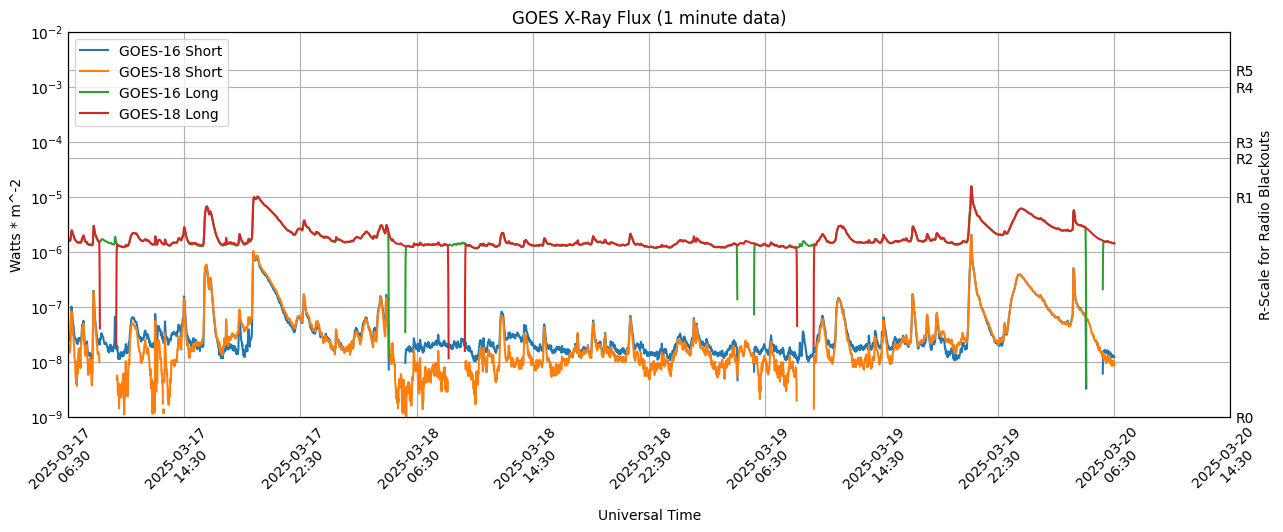 GOES X-Ray Flux (1 minute data)
GOES-16 Short
GOES-18 Short
GOES-16 Long
GOES-18 Long
10^-2
10^-3
10^-4
10^-5
10^-6
10^-7
10^-8
10^-9
Watts * m^-2
R5
R4
R3
R2
R1
R0
R-Scale for Radio Blackouts
2025-03-17
06:30
2025-03-17
14:30
2025-03-17
22:30
2025-03-18
06:30
2025-03-18
14:30
2025-03-18
22:30
2025-03-19
06:30
2025-03-19
14:30
2025-03-19
22:30
2025-03-20
06:30
2025-03-20
14:30
Universal Time